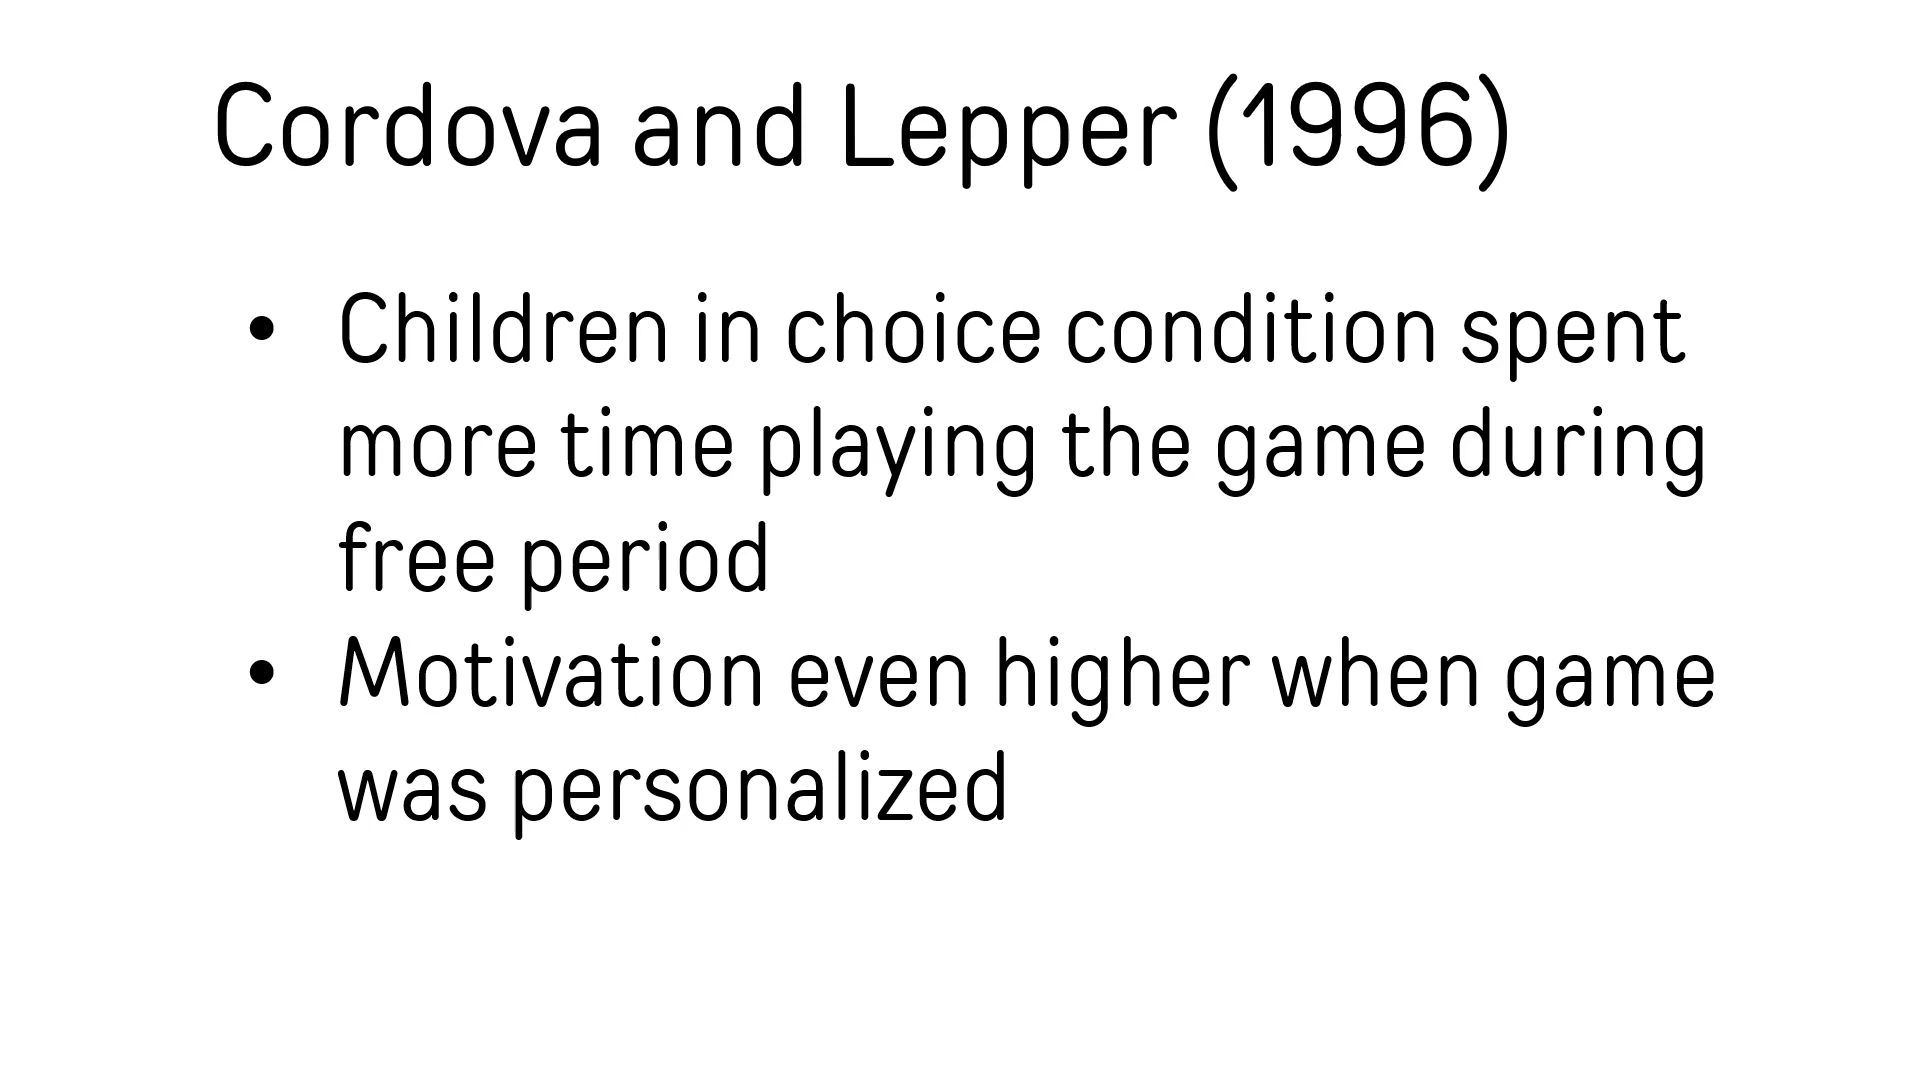 Cordova and Lepper (1996)
• Children in choice condition spent
more time playing the game during
free period
• Motivation even higher when game
was personalized